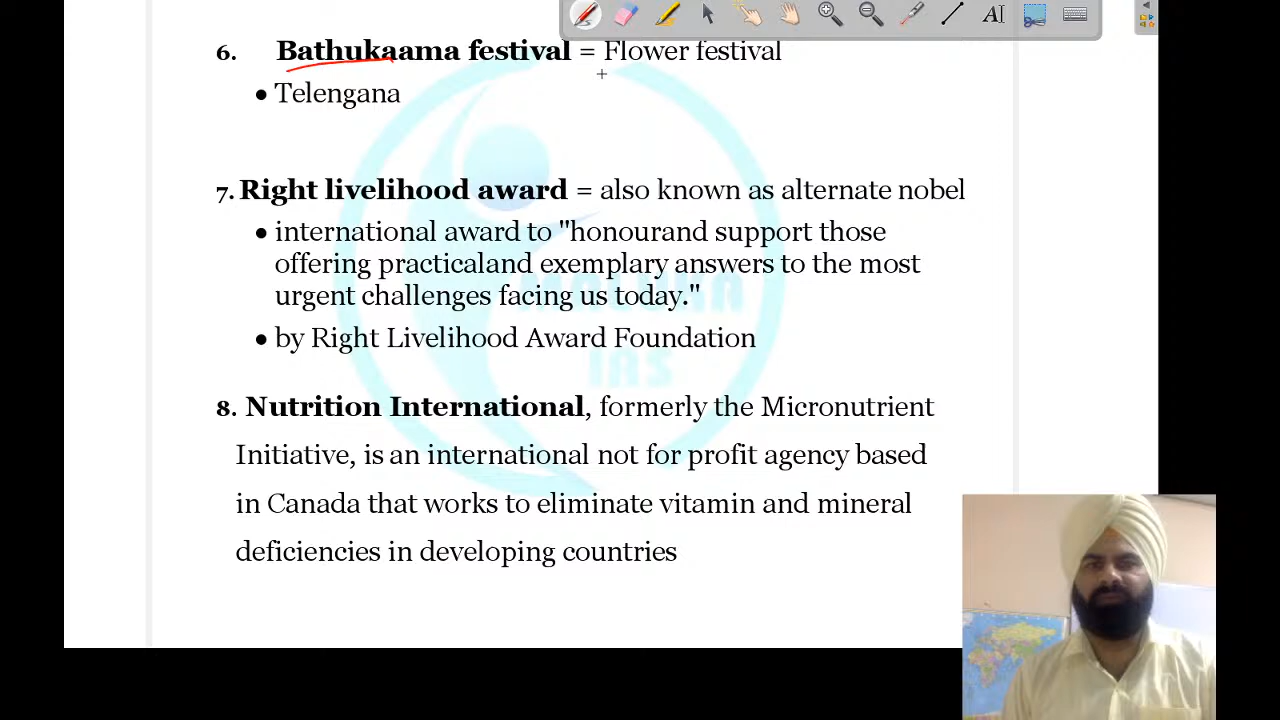 6. Bathukaama festival = Flower festival
• Telengana
7. Right livelihood award = also known as alternate nobel
• international award to "honourand support those
offering practicaland exemplary answers to the most
urgent challenges facing us today."
• by Right Livelihood Award Foundation
8. Nutrition International, formerly the Micronutrient
Initiative, is an international not for profit agency based
in Canada that works to eliminate vitamin and mineral
deficiencies in developing countries
IAS